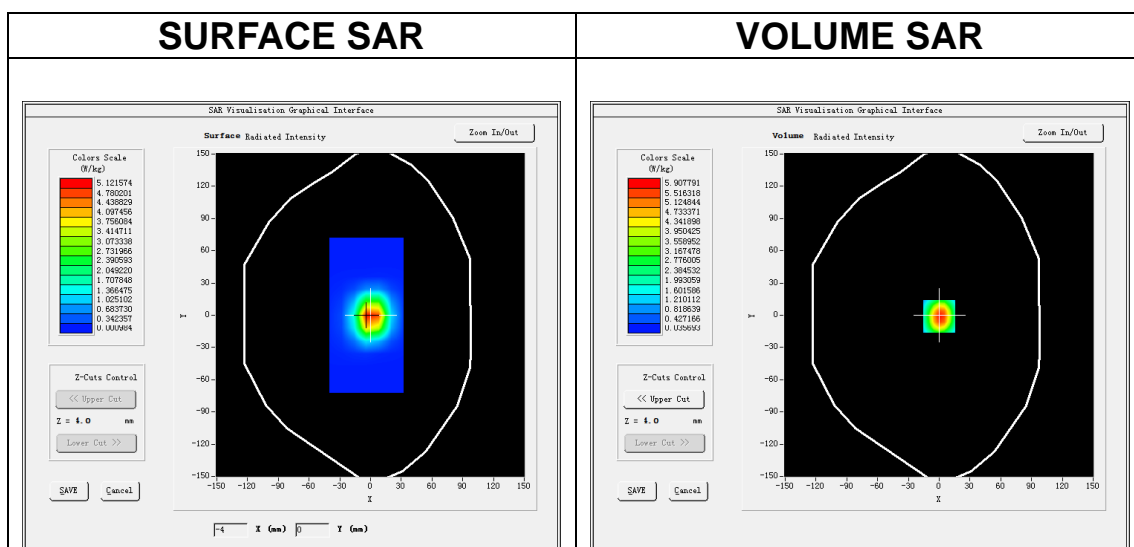 SURFACE SAR
VOLUME SAR
SAR Visualisation Graphical Interface
Surface Radiated Intensity
Zoom In/Out
Colors Scale
(W/kg)
5.121574
4.780201
4.438829
4.097456
3.756084
3.414711
3.073338
2.731966
2.390593
2.049220
1.707848
1.366475
1.025102
0.683730
0.342357
0.000984
150
120
90
60
30
0
-30
-60
-90
-120
-150
Y
-150 -120 -90 -60 -30 0 30 60 90 120 150
X
Z-Cuts Control
<< Upper Cut
Z = 4.0 mm
Lower Cut >>
SAVE Cancel
-4 X (mm) 0 Y (mm)
SAR Visualisation Graphical Interface
Volume Radiated Intensity
Zoom In/Out
Colors Scale
(W/kg)
5.907791
5.516318
5.124844
4.733371
4.341898
3.950425
3.558952
3.167478
2.776005
2.384532
1.993059
1.601586
1.210112
0.818639
0.427166
0.035693
150
120
90
60
30
0
-30
-60
-90
-120
-150
Y
-150 -120 -90 -60 -30 0 30 60 90 120 150
X
Z-Cuts Control
<< Upper Cut
Z = 4.0 mm
Lower Cut >>
SAVE Cancel